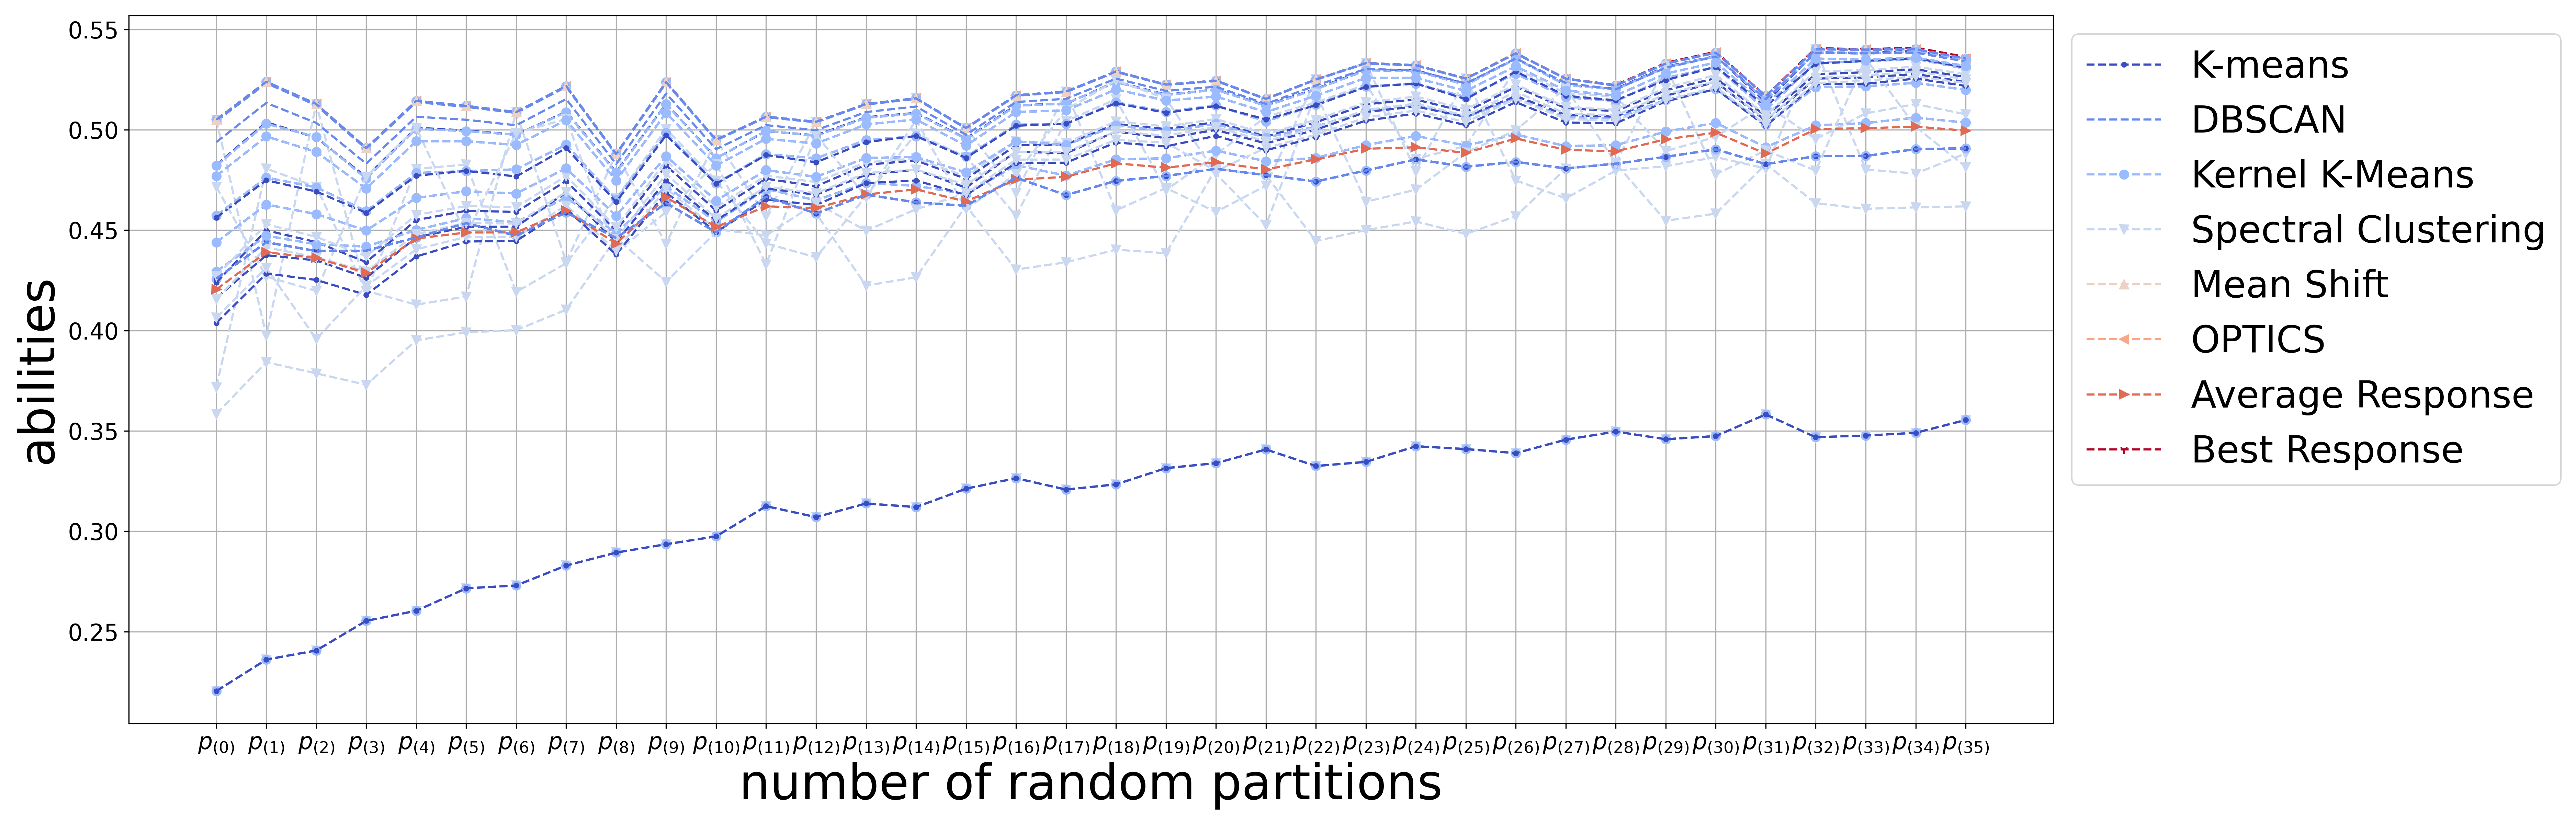 0.55
0.50
0.45
0.40
0.35
0.30
0.25
abilities
p(0) p(1) p(2) p(3) p(4) p(5) p(6) p(7) p(8) p(9) p(10) p(11) p(12) p(13) p(14) p(15) p(16) p(17) p(18) p(19) p(20) p(21) p(22) p(23) p(24) p(25) p(26) p(27) p(28) p(29) p(30) p(31) p(32) p(33) p(34) p(35)
number of random partitions
K-means
DBSCAN
Kernel K-Means
Spectral Clustering
Mean Shift
OPTICS
Average Response
Best Response